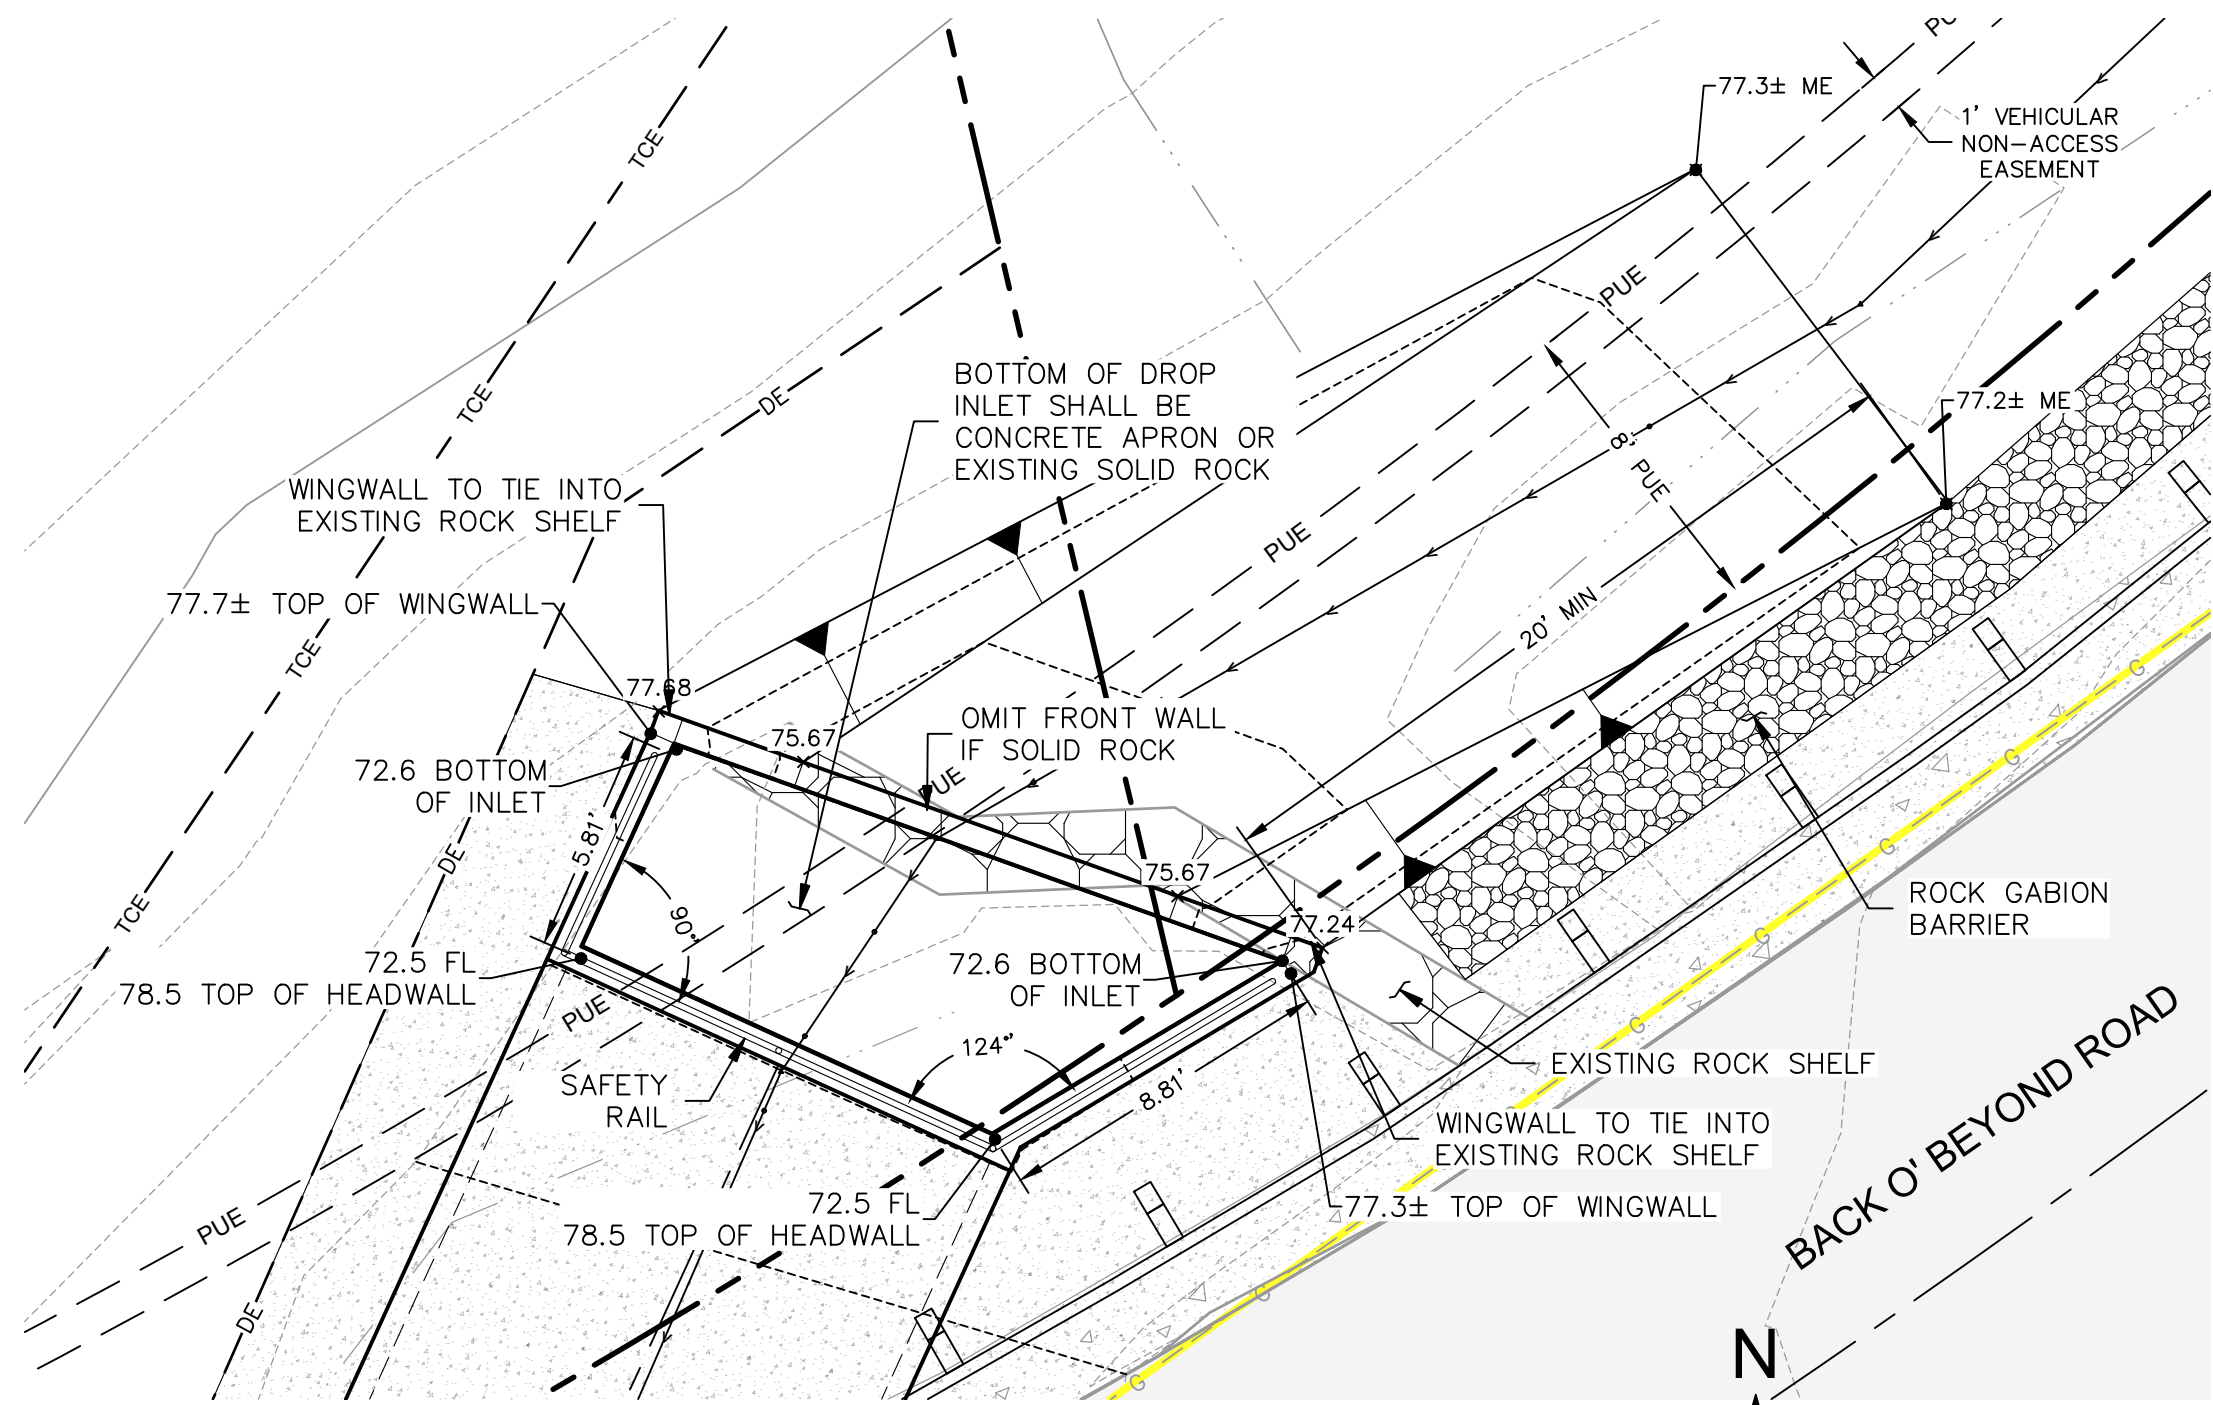 PUE
77.3± ME
1' VEHICULAR
NON-ACCESS
EASEMENT
TCE
PUE
BOTTOM OF DROP
INLET SHALL BE
CONCRETE APRON OR
EXISTING SOLID ROCK
DE
TCE
77.2± ME
8' PUE
WINGWALL TO TIE INTO
EXISTING ROCK SHELF
PUE
77.7± TOP OF WINGWALL
20' MIN
TCE
77.68
G
75.67
OMIT FRONT WALL
IF SOLID ROCK
G
72.6 BOTTOM
OF INLET
PUE
5.81'
G
DE
75.67
ROCK GABION
BARRIER
TCE
90°
77.24
G
72.5 FL
78.5 TOP OF HEADWALL
72.6 BOTTOM
OF INLET
PUE
G
124°
EXISTING ROCK SHELF
SAFETY
RAIL
8.81'
G
WINGWALL TO TIE INTO
EXISTING ROCK SHELF
BACK O' BEYOND ROAD
72.5 FL
78.5 TOP OF HEADWALL
77.3± TOP OF WINGWALL
PUE
DE
G
N
G